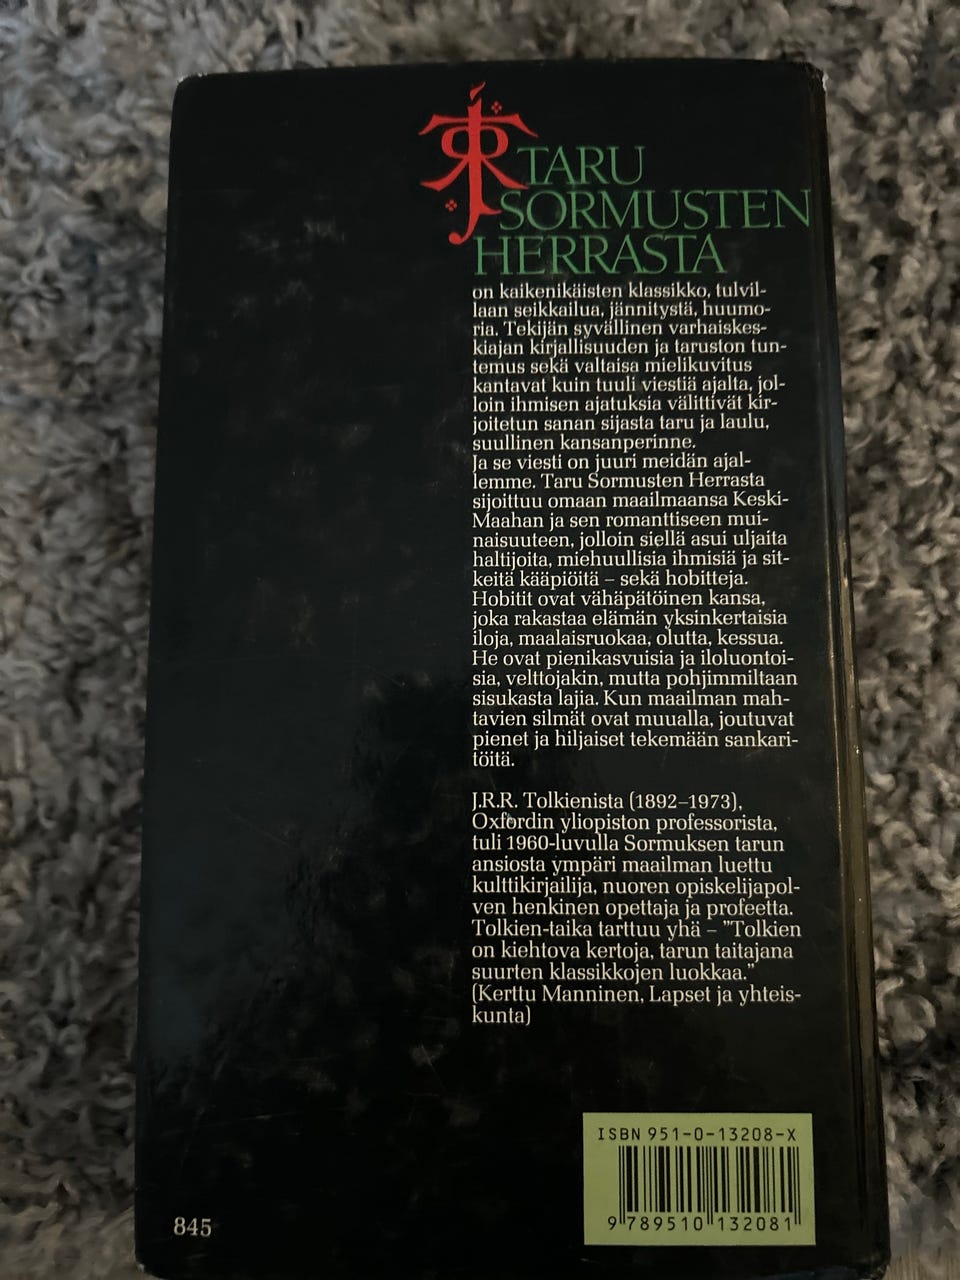 TARU
SORMUSTEN
HERRASTA
on kaikenikäisten klassikko, tulvil-
laan seikkailua, jännitystä, huumo-
ria. Tekijän syvällinen varhaiskes-
kiajan kirjallisuuden ja taruston tun-
temus sekä valtaisa mielikuvitus
kantavat kuin tuuli viestiä ajalta, jol-
loin ihmisen ajatuksia välittivät kir-
joitetun sanan sijasta taru ja laulu,
suullinen kansanperinne.
Ja se viesti on juuri meidän ajal-
lemme. Taru Sormusten Herrasta
sijoittuu omaan maailmaansa Keski-
Maahan ja sen romanttiseen mui-
naisuuteen, jolloin siellä asui uljaita
haltijoita, miehuullisia ihmisiä ja sit-
keitä kääpiöitä – sekä hobitteja.
Hobitit ovat vähäpätöinen kansa,
joka rakastaa elämän yksinkertaisia
iloja, maalaisruokaa, olutta, kessua.
He ovat pienikasvuisia ja iloluontoi-
sia, velttojakin, mutta pohjimmiltaan
sisukasta lajia. Kun maailman mah-
tavien silmät ovat muualla, joutuvat
pienet ja hiljaiset tekemään sankari-
töitä.
J.R.R. Tolkienista (1892–1973),
Oxfordin yliopiston professorista,
tuli 1960-luvulla Sormuksen tarun
ansiosta ympäri maailman luettu
kulttikirjailija, nuoren opiskelijapol-
ven henkinen opettaja ja profeetta.
Tolkien-taika tarttuu yhä – "Tolkien
on kiehtova kertoja, tarun taitajana
suurten klassikkojen luokkaa."
(Kerttu Manninen, Lapset ja yhteis-
kunta)
ISBN 951-0-13208-X
9 789510 132081
845